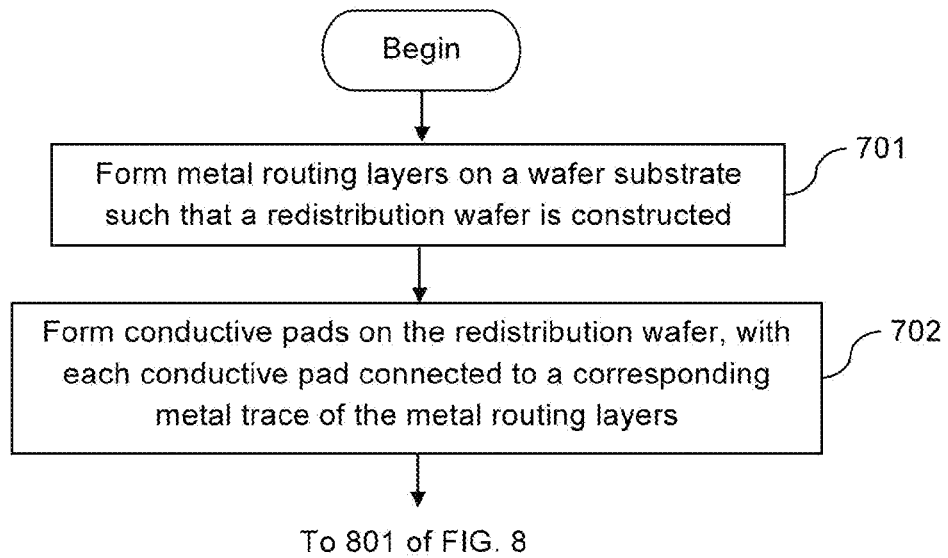 Begin
Form metal routing layers on a wafer substrate
such that a redistribution wafer is constructed
701
Form conductive pads on the redistribution wafer, with
each conductive pad connected to a corresponding
metal trace of the metal routing layers
702
To 801 of FIG. 8